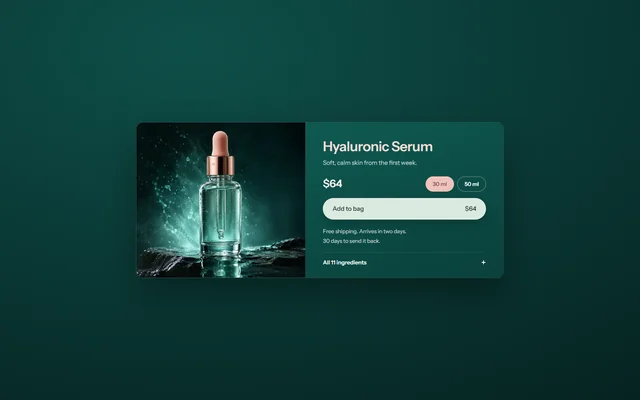 Hyaluronic Serum
Soft, calm skin from the first week.
$64
30 ml
50 ml
Add to bag
$64
Free shipping. Arrives in two days.
30 days to send it back.
All 11 ingredients
+